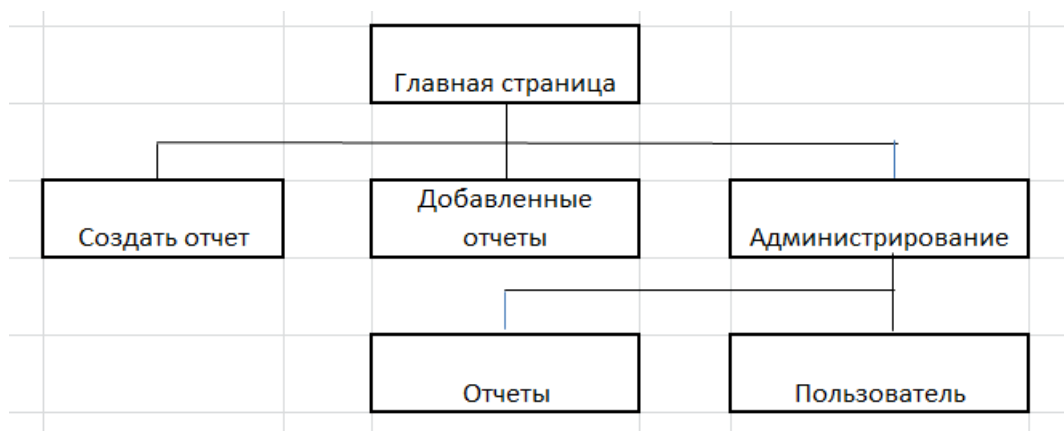 Главная страница
Создать отчет
Добавленные
отчеты
Администрирование
Отчеты
Пользователь